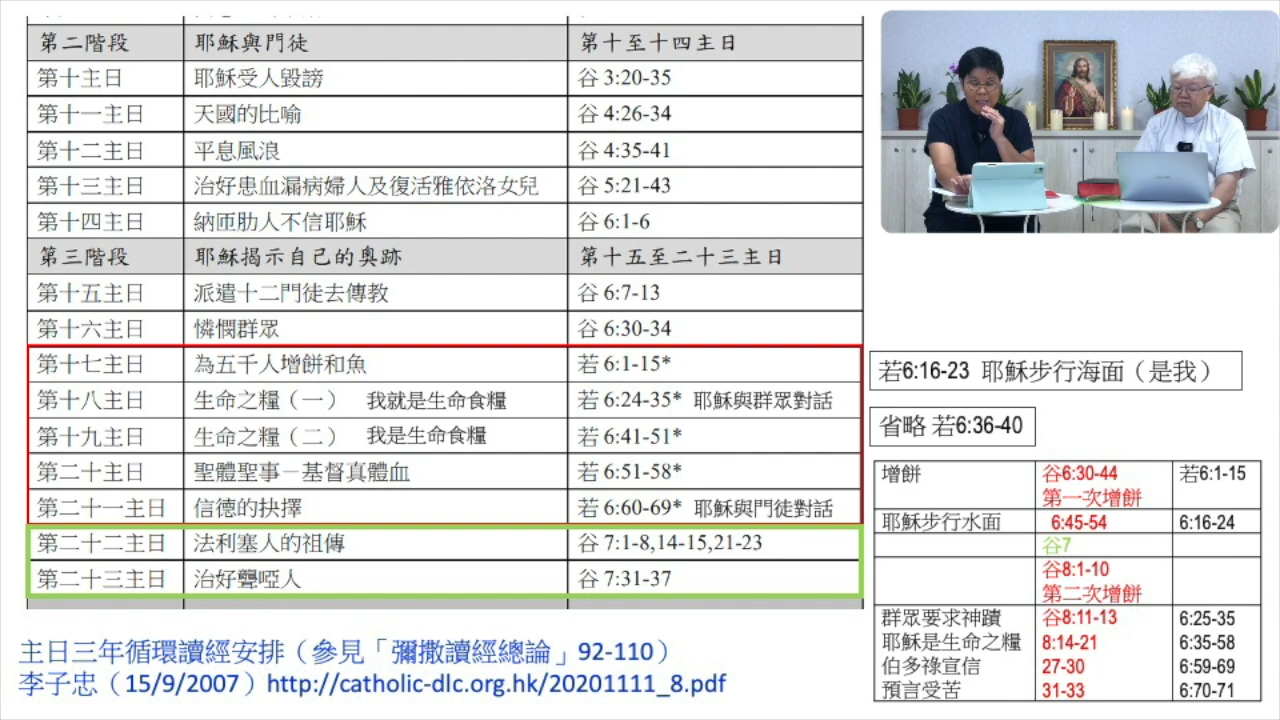 第二階段 耶穌與門徒 第十至十四主日
第十主日 耶穌受人毀謗 谷 3:20-35
第十一主日 天國的比喻 谷 4:26-34
第十二主日 平息風浪 谷 4:35-41
第十三主日 治好患血漏病婦人及復活雅依洛女兒 谷 5:21-43
第十四主日 納匝肋人不信耶穌 谷 6:1-6
第三階段 耶穌揭示自己的奧跡 第十五至二十三主日
第十五主日 派遣十二門徒去傳教 谷 6:7-13
第十六主日 憐憫群眾 谷 6:30-34
第十七主日 為五千人增餅和魚 若 6:1-15*
第十八主日 生命之糧（一） 我就是生命食糧 若 6:24-35* 耶穌與群眾對話
第十九主日 生命之糧（二） 我是生命食糧 若 6:41-51*
第二十主日 聖體聖事－基督真體血 若 6:51-58*
第二十一主日 信德的抉擇 若 6:60-69* 耶穌與門徒對話
第二十二主日 法利塞人的祖傳 谷 7:1-8,14-15,21-23
第二十三主日 治好聾啞人 谷 7:31-37
主日三年循環讀經安排（參見「彌撒讀經總論」92-110）
李子忠（15/9/2007）http://catholic-dlc.org.hk/20201111_8.pdf
若6:16-23 耶穌步行海面（是我）
省略 若6:36-40
增餅 谷6:30-44 若6:1-15
第一次增餅
耶穌步行水面 6:45-54 6:16-24
谷7
谷8:1-10
第二次增餅
群眾要求神蹟 谷8:11-13 6:25-35
耶穌是生命之糧 8:14-21 6:35-58
伯多祿宣信 27-30 6:59-69
預言受苦 31-33 6:70-71